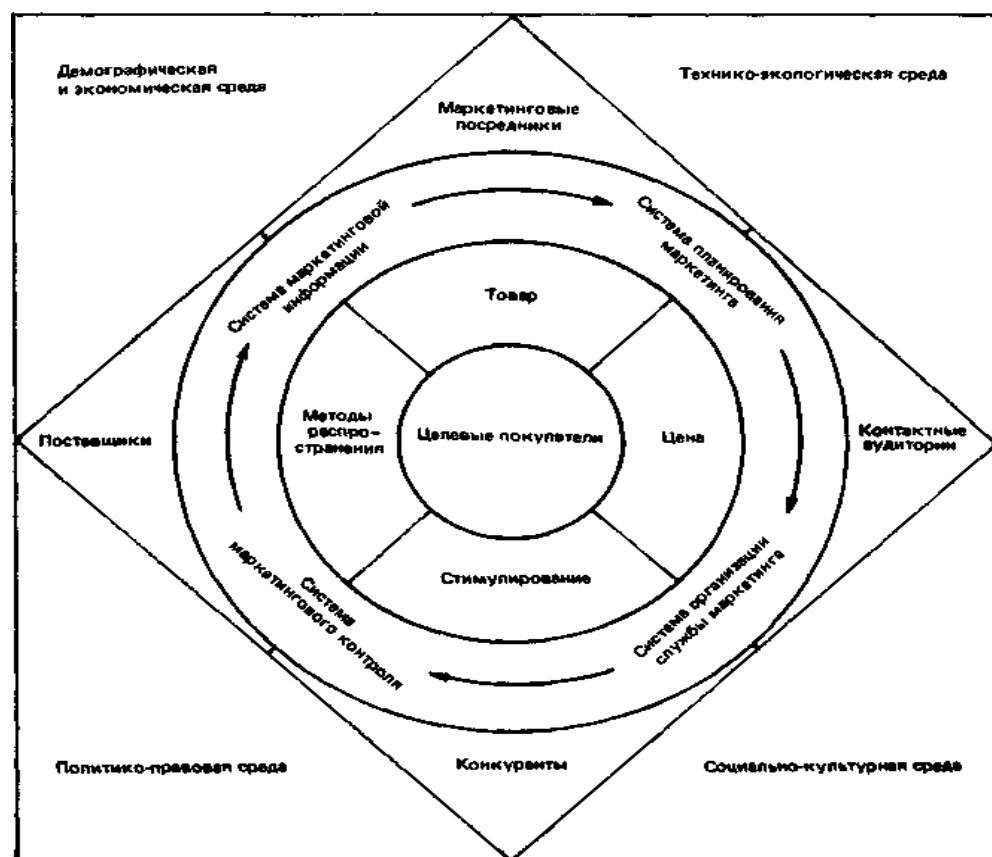 Демографическая
и экономическая среда
Технико-экологическая среда
Маркетинговые
посредники
Система маркетинговой
информации
Система планирования
маркетинга
Товар
Поставщики
Методы
распро-
странения
Целевые покупатели
Цена
Контактные
аудитории
Стимулирование
Система
маркетингового контроля
Система организации
службы маркетинга
Политико-правовая среда
Конкуранты
Социально-культурная среда